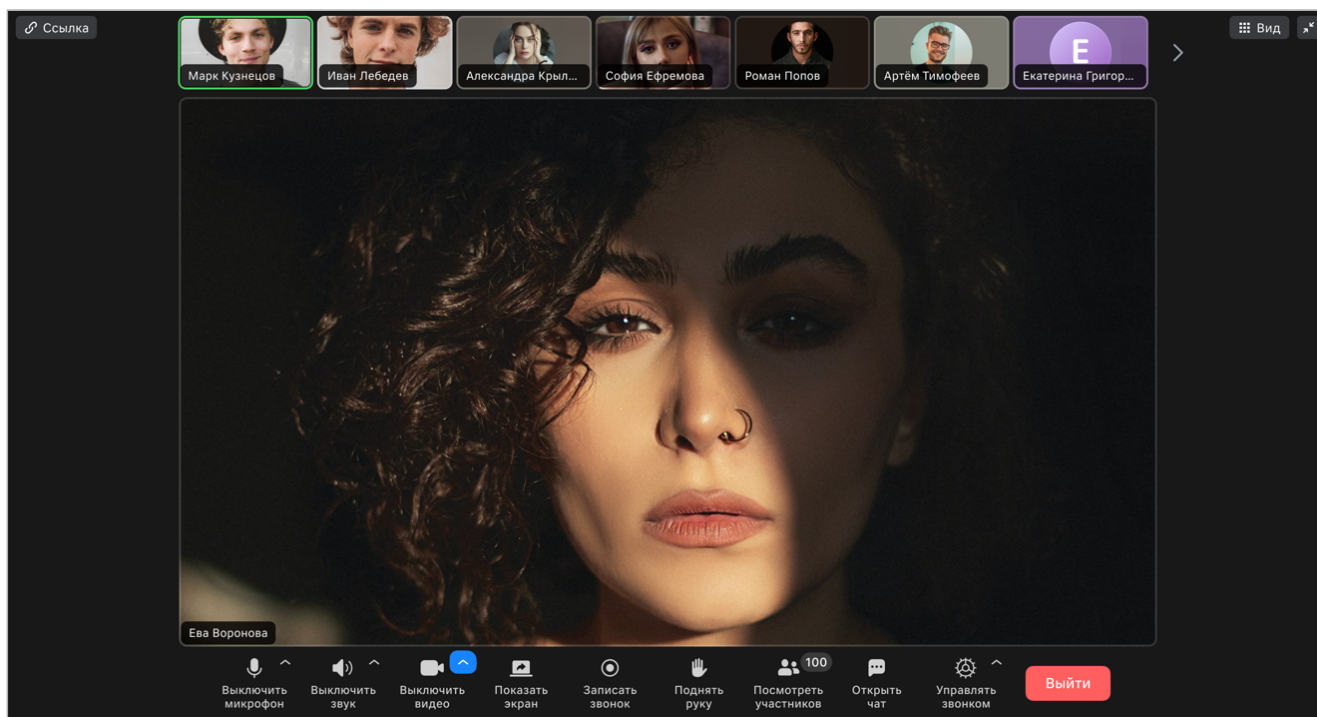 Ссылка
Вид
Марк Кузнецов
Иван Лебедев
Александра Крыл...
София Ефремова
Роман Попов
Артём Тимофеев
E
Екатерина Григор...
Ева Воронова
Выключить
микрофон
Выключить
звук
Выключить
видео
Показать
экран
Записать
звонок
Поднять
руку
100
Посмотреть
участников
Открыть
чат
Управлять
звонком
Выйти